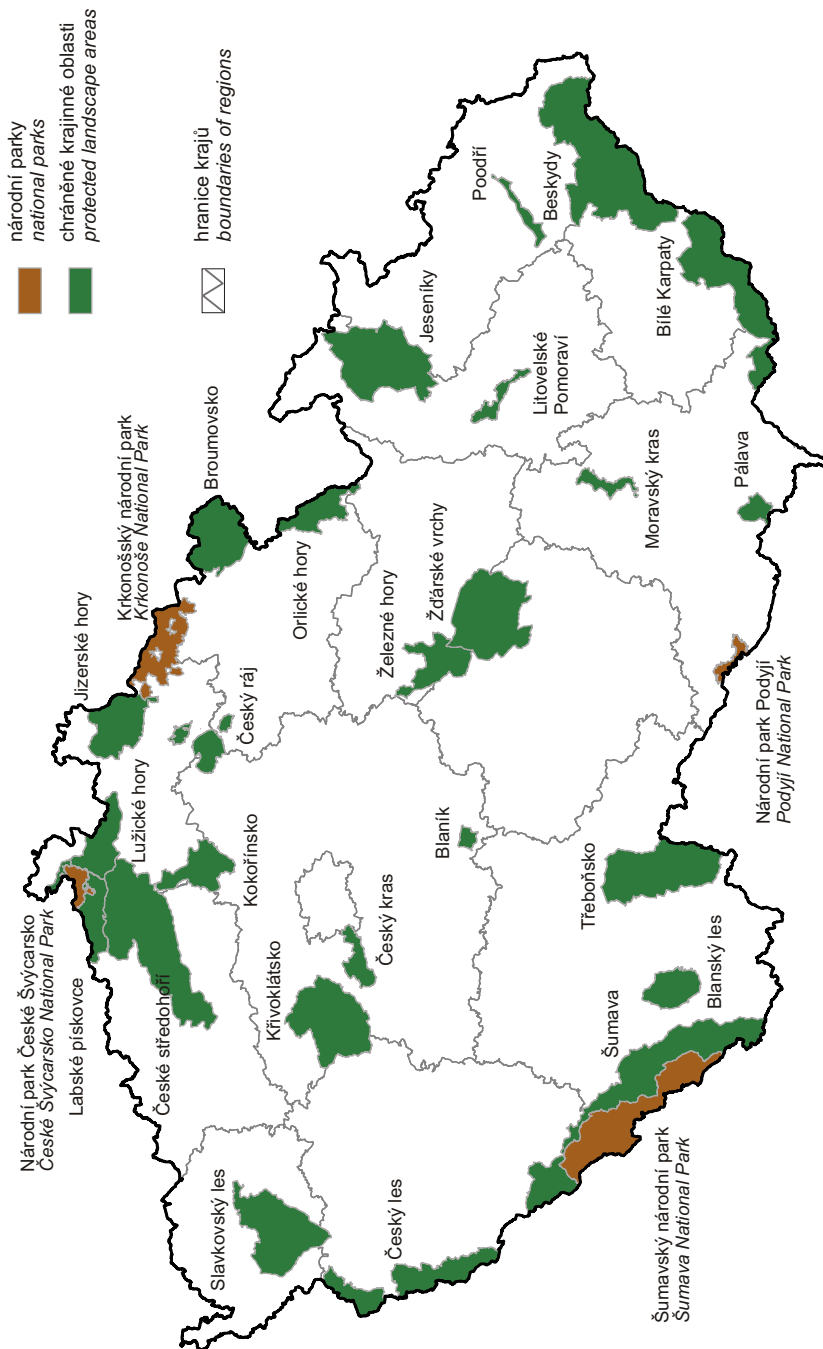 národní parky
national parks
chráněné krajinné oblasti
protected landscape areas
hranice krajů
boundaries of regions
Národní park České Švýcarsko
České Švýcarsko National Park
Labské pískovce
České středohoří
Lužické hory
Jizerské hory
Krkonošský národní park
Krkonoše National Park
Broumovsko
Slavkovský les
Kokořínsko
Český ráj
Orlické hory
Jeseníky
Křivoklátsko
Český kras
Železné hory
Žďárské vrchy
Poodří
Český les
Blaník
Litovelské
Pomoraví
Beskydy
Moravský kras
Bílé Karpaty
Šumava
Třeboňsko
Blanský les
Pálava
Šumavský národní park
Šumava National Park
Národní park Podyjí
Podyjí National Park